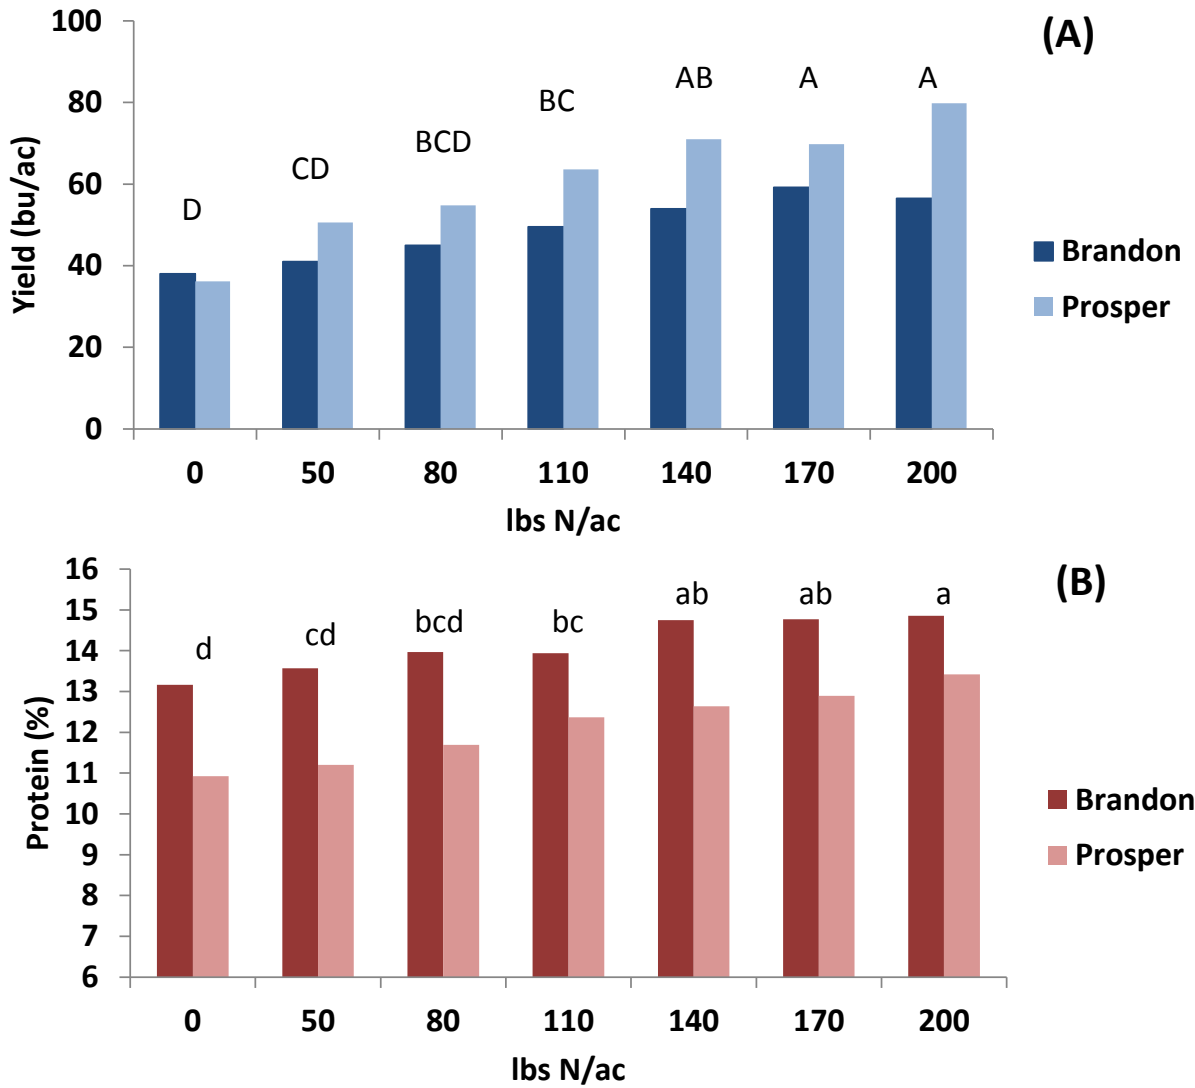 (A)
Yield (bu/ac)
100
80
60
40
20
0
D
CD
BCD
BC
AB
A
A
0 50 80 110 140 170 200
lbs N/ac
Brandon
Prosper
(B)
Protein (%)
16
15
14
13
12
11
10
9
8
7
6
d
cd
bcd
bc
ab
ab
a
0 50 80 110 140 170 200
lbs N/ac
Brandon
Prosper